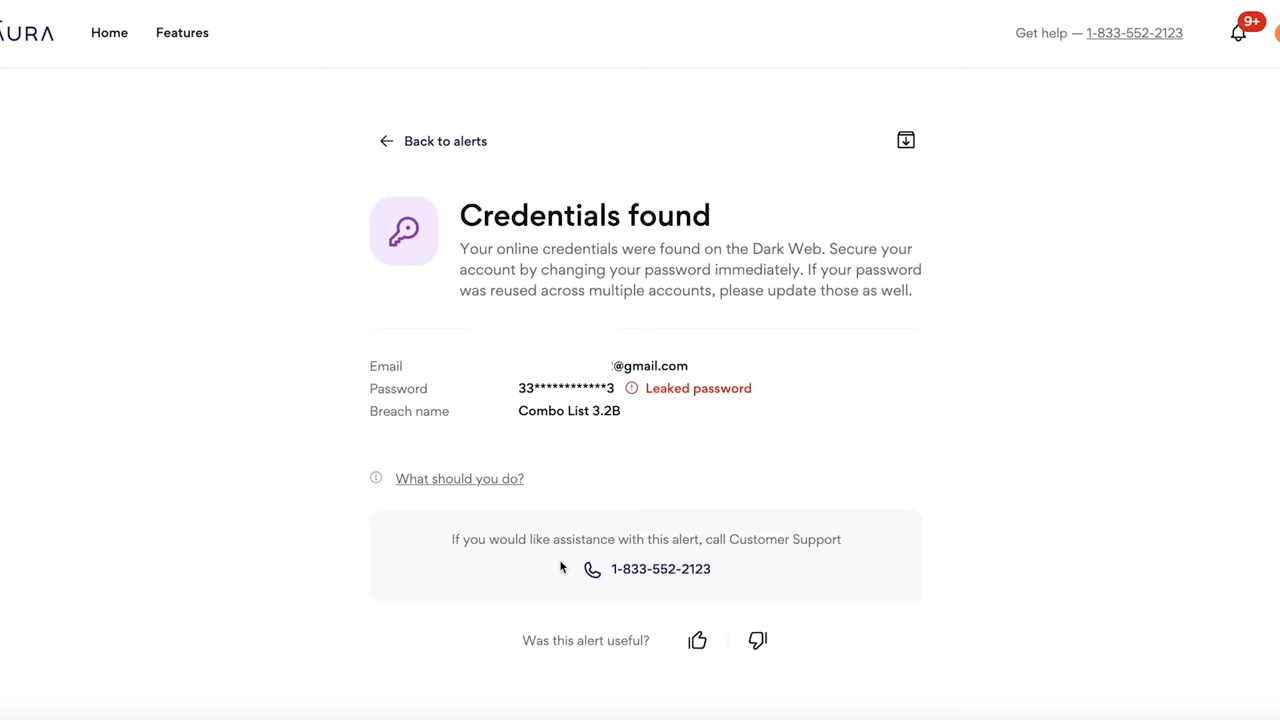 AURA
Home
Features
Get help — 1-833-552-2123
9+
Back to alerts
Credentials found
Your online credentials were found on the Dark Web. Secure your
account by changing your password immediately. If your password
was reused across multiple accounts, please update those as well.
Email @gmail.com
Password 33************3 Leaked password
Breach name Combo List 3.2B
What should you do?
If you would like assistance with this alert, call Customer Support
1-833-552-2123
Was this alert useful?